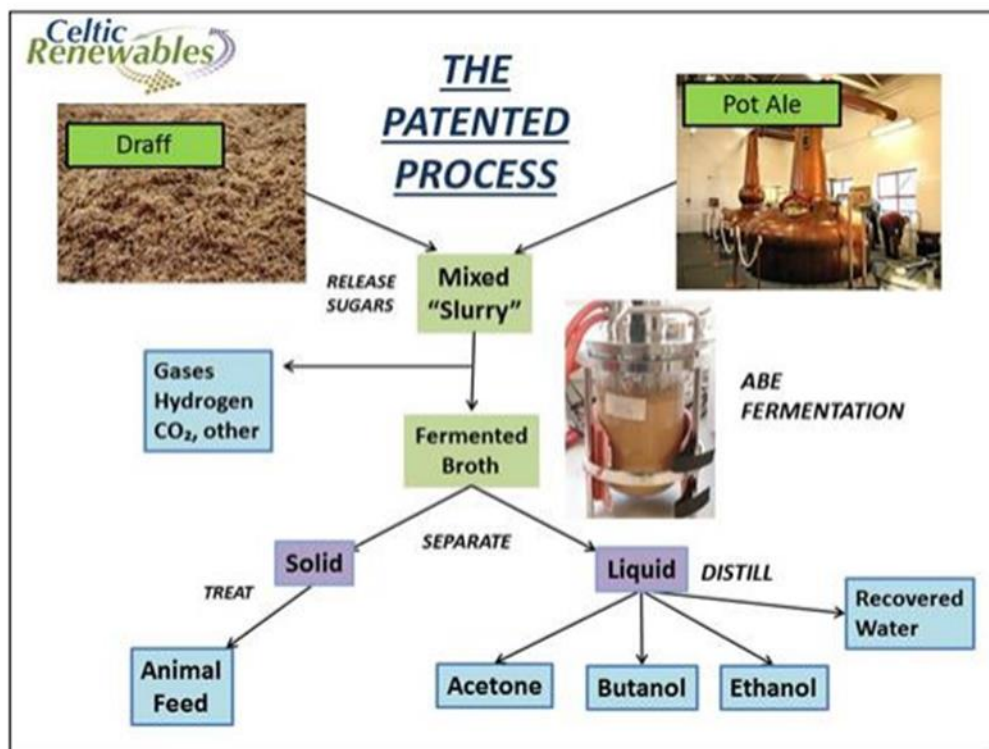 Celtic
Renewables
THE
PATENTED
PROCESS
Draff
Pot Ale
RELEASE
SUGARS
Mixed
“Slurry”
Gases
Hydrogen
CO₂, other
ABE
FERMENTATION
Fermented
Broth
SEPARATE
Solid
Liquid
DISTILL
TREAT
Recovered
Water
Animal
Feed
Acetone
Butanol
Ethanol